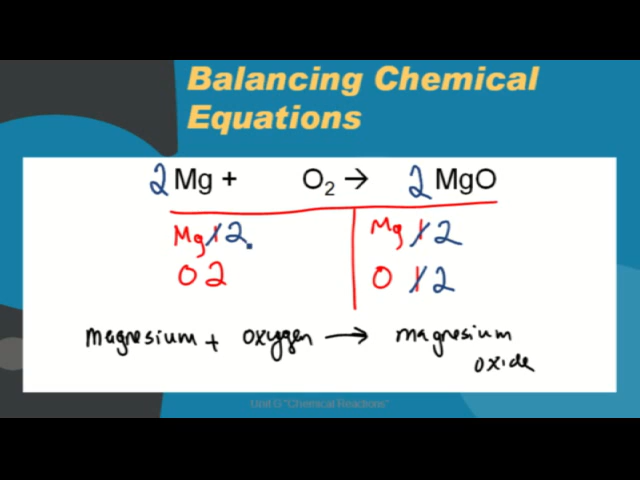 Balancing Chemical
Equations
2 Mg + O₂ → 2 MgO
Mg 1 2 Mg 1 2
O 2 O 1 2
magnesium + oxygen → magnesium
oxide
Unit G "Chemical Reactions"